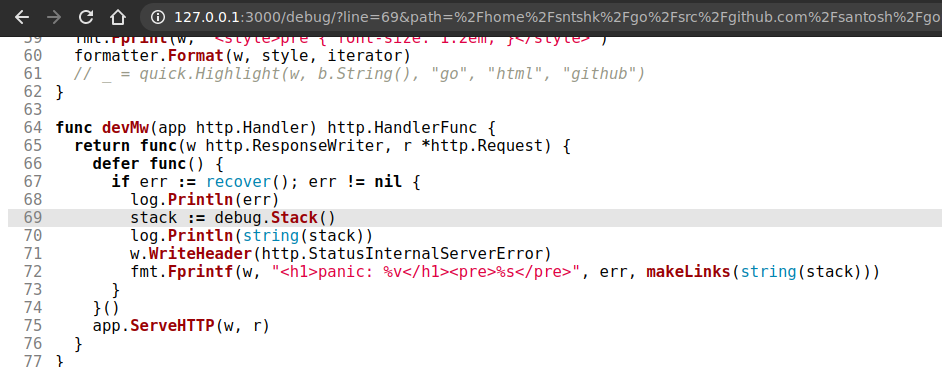 127.0.0.1:3000/debug/?line=69&path=%2Fhome%2Fsntshk%2Fgo%2Fsrc%2Fgithub.com%2Fsantosh%2Fgo
59 fmt.Fprint(w, "<style>pre { font-size: 1.2em; }</style>")
60 formatter.Format(w, style, iterator)
61 // _ = quick.Highlight(w, b.String(), "go", "html", "github")
62 }
63
64 func devMw(app http.Handler) http.HandlerFunc {
65 return func(w http.ResponseWriter, r *http.Request) {
66 defer func() {
67 if err := recover(); err != nil {
68 log.Println(err)
69 stack := debug.Stack()
70 log.Println(string(stack))
71 w.WriteHeader(http.StatusInternalServerError)
72 fmt.Fprintf(w, "<h1>panic: %v</h1><pre>%s</pre>", err, makeLinks(string(stack)))
73 }
74 }()
75 app.ServeHTTP(w, r)
76 }
77 }